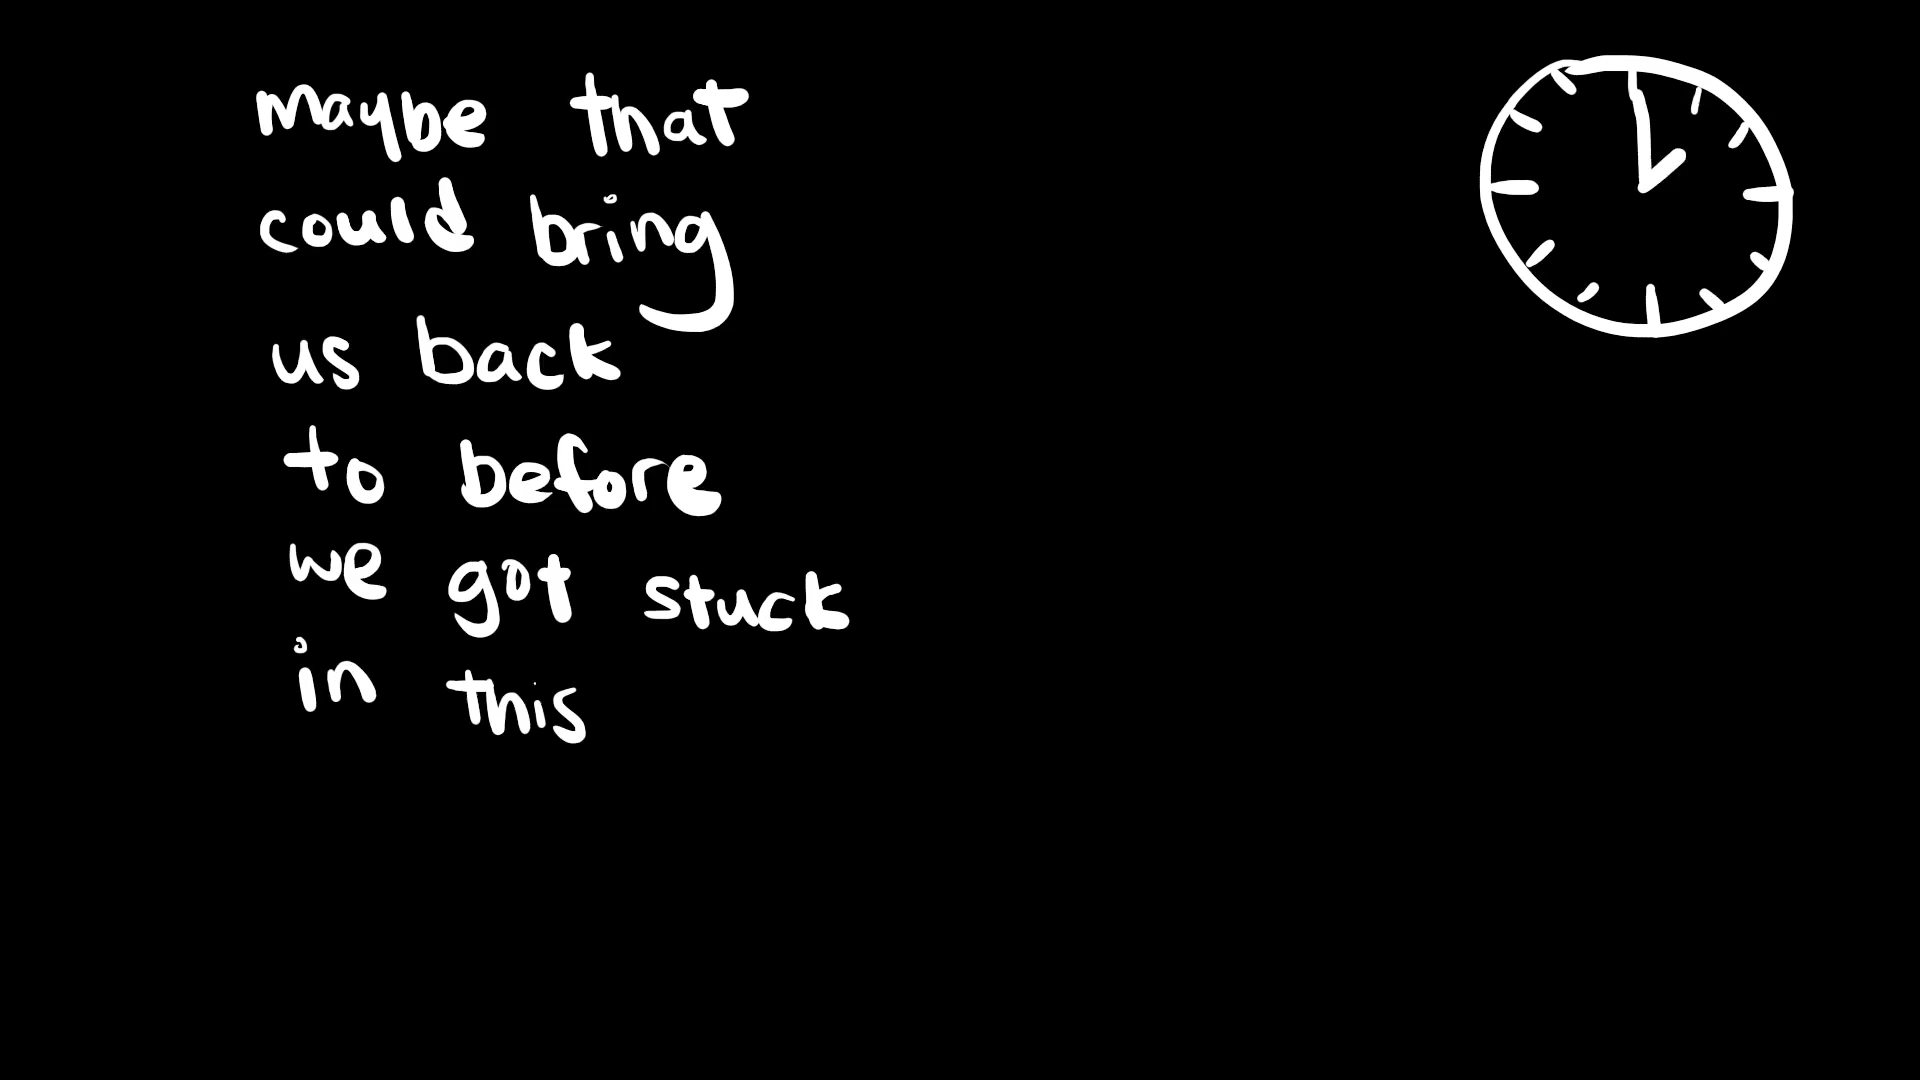 maybe that
could bring
us back
to before
we got stuck
in this